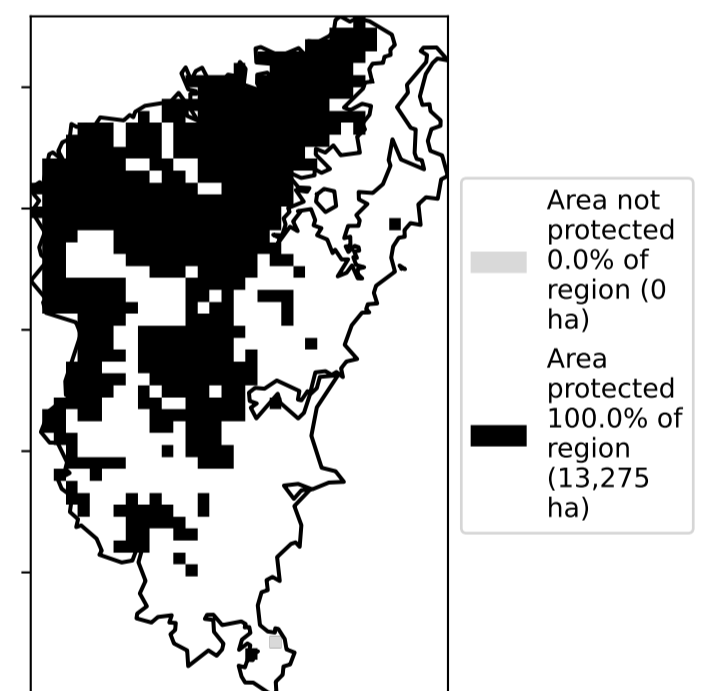 Area not
protected
0.0% of
region (0
ha)
Area
protected
100.0% of
region
(13,275
ha)